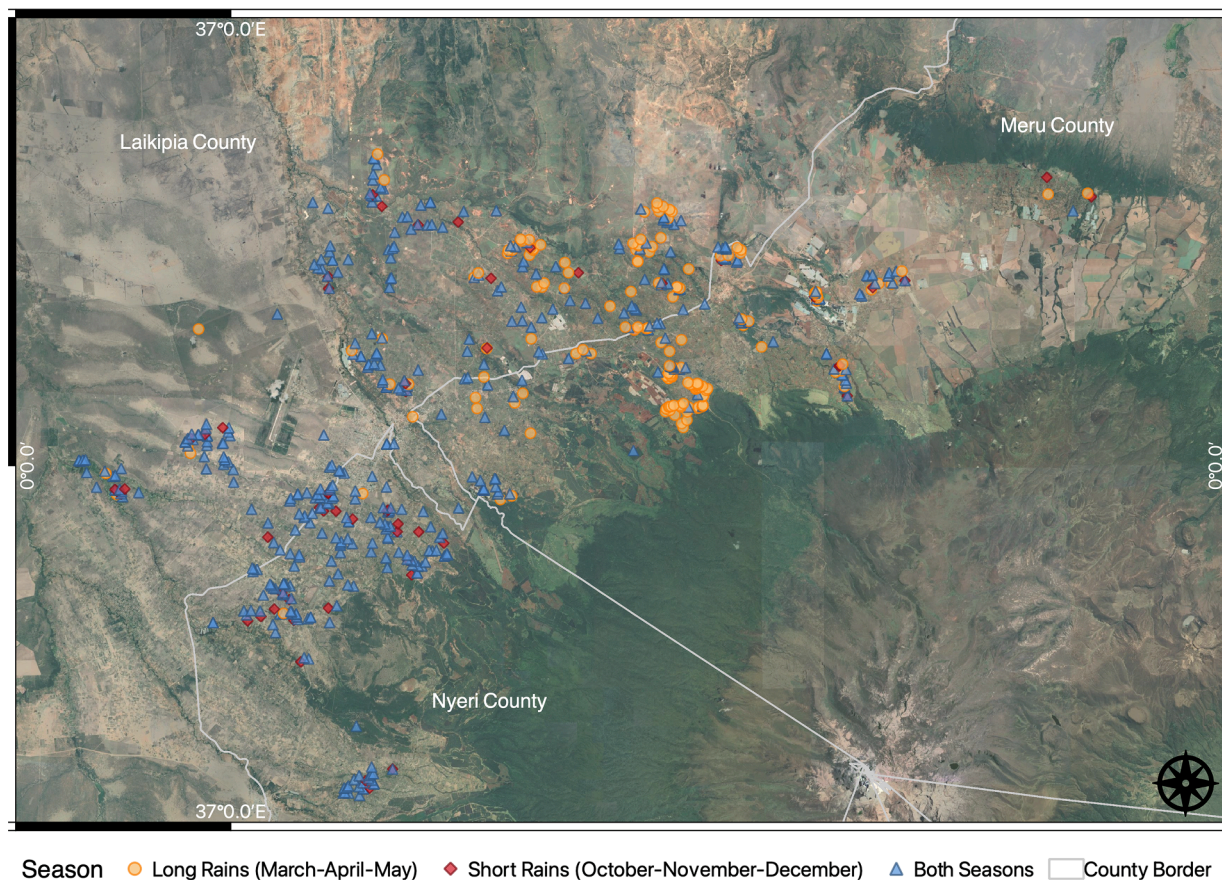 37°0.0′E
Laikipia County
Meru County
0°0.0′
0°0.0′
Nyeri County
37°0.0′E
Season Long Rains (March-April-May) Short Rains (October-November-December) Both Seasons County Border